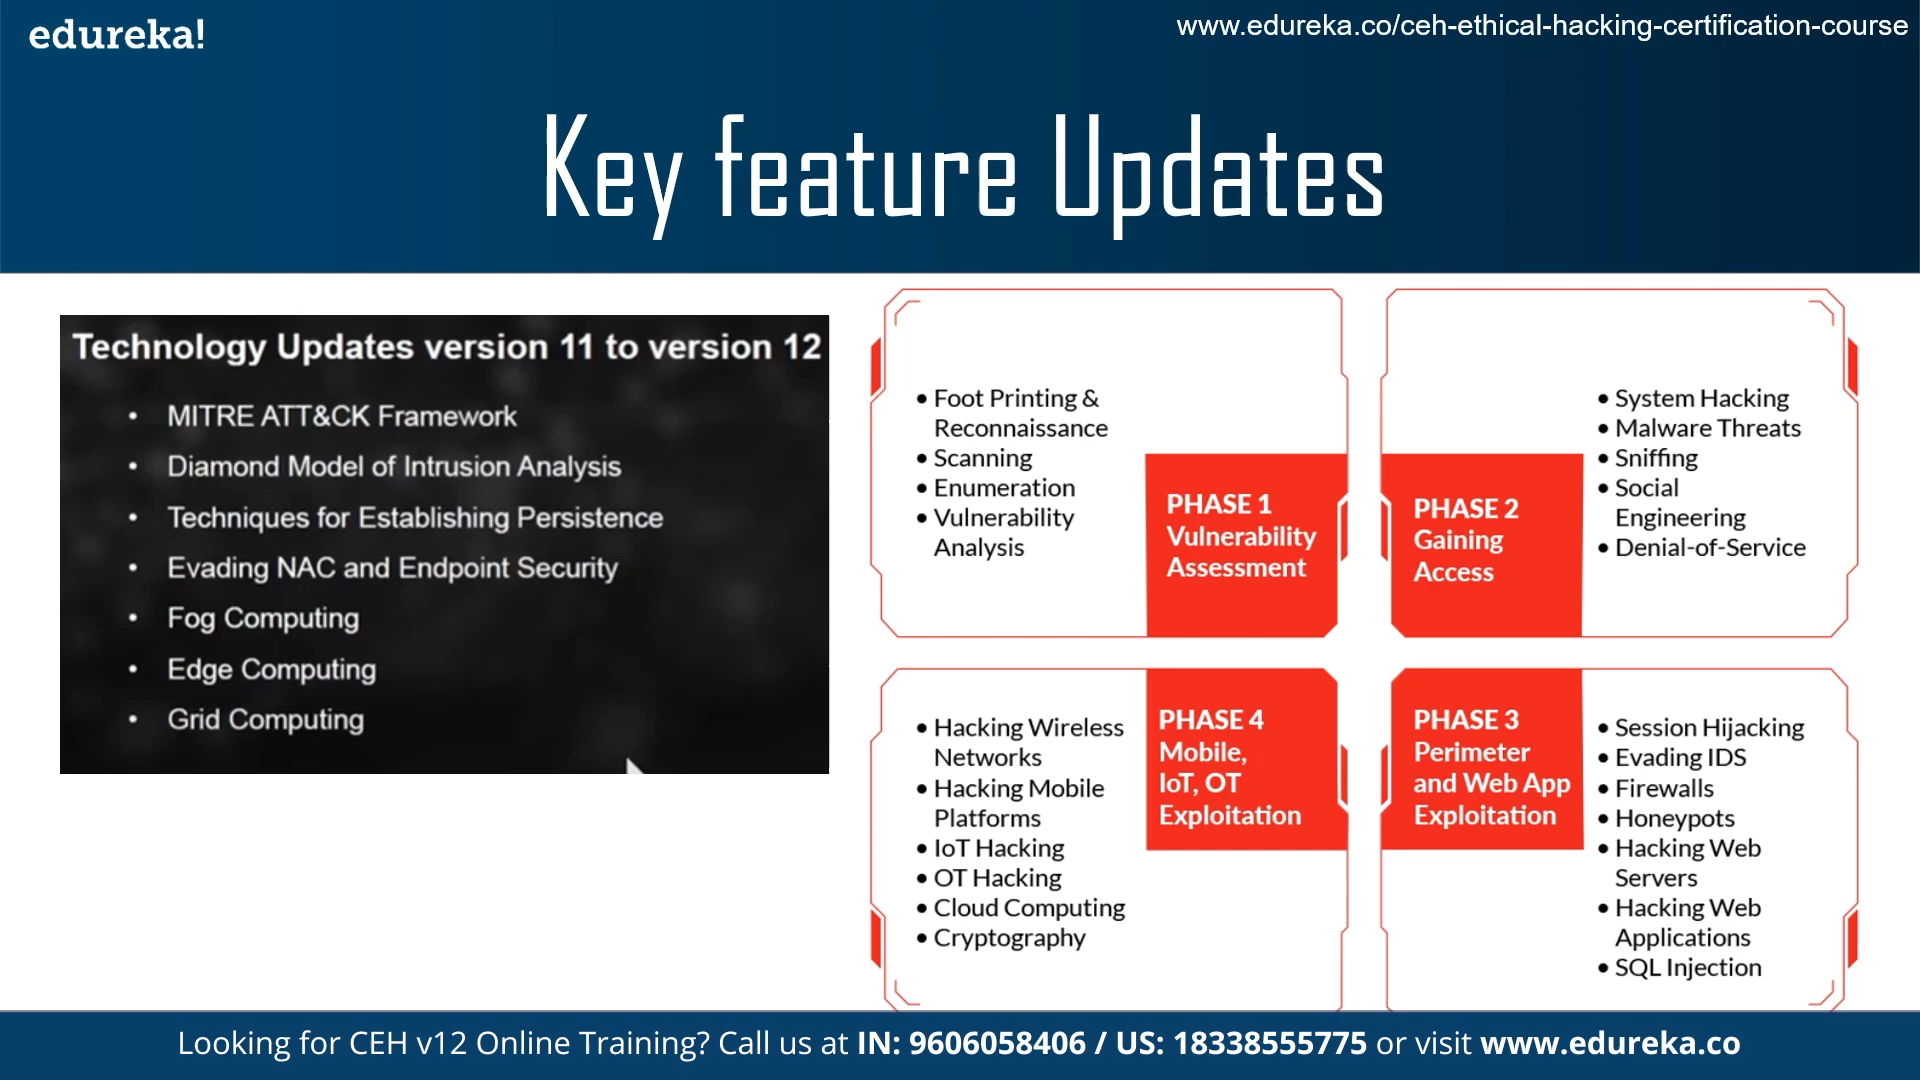 edureka!
www.edureka.co/ceh-ethical-hacking-certification-course
Key feature Updates
Technology Updates version 11 to version 12
• MITRE ATT&CK Framework
• Diamond Model of Intrusion Analysis
• Techniques for Establishing Persistence
• Evading NAC and Endpoint Security
• Fog Computing
• Edge Computing
• Grid Computing
• Foot Printing &
Reconnaissance
• Scanning
• Enumeration
• Vulnerability
Analysis
PHASE 1
Vulnerability
Assessment
PHASE 2
Gaining
Access
• System Hacking
• Malware Threats
• Sniffing
• Social
Engineering
• Denial-of-Service
• Hacking Wireless
Networks
• Hacking Mobile
Platforms
• IoT Hacking
• OT Hacking
• Cloud Computing
• Cryptography
PHASE 4
Mobile,
IoT, OT
Exploitation
PHASE 3
Perimeter
and Web App
Exploitation
• Session Hijacking
• Evading IDS
• Firewalls
• Honeypots
• Hacking Web
Servers
• Hacking Web
Applications
• SQL Injection
Looking for CEH v12 Online Training? Call us at IN: 9606058406 / US: 18338555775 or visit www.edureka.co